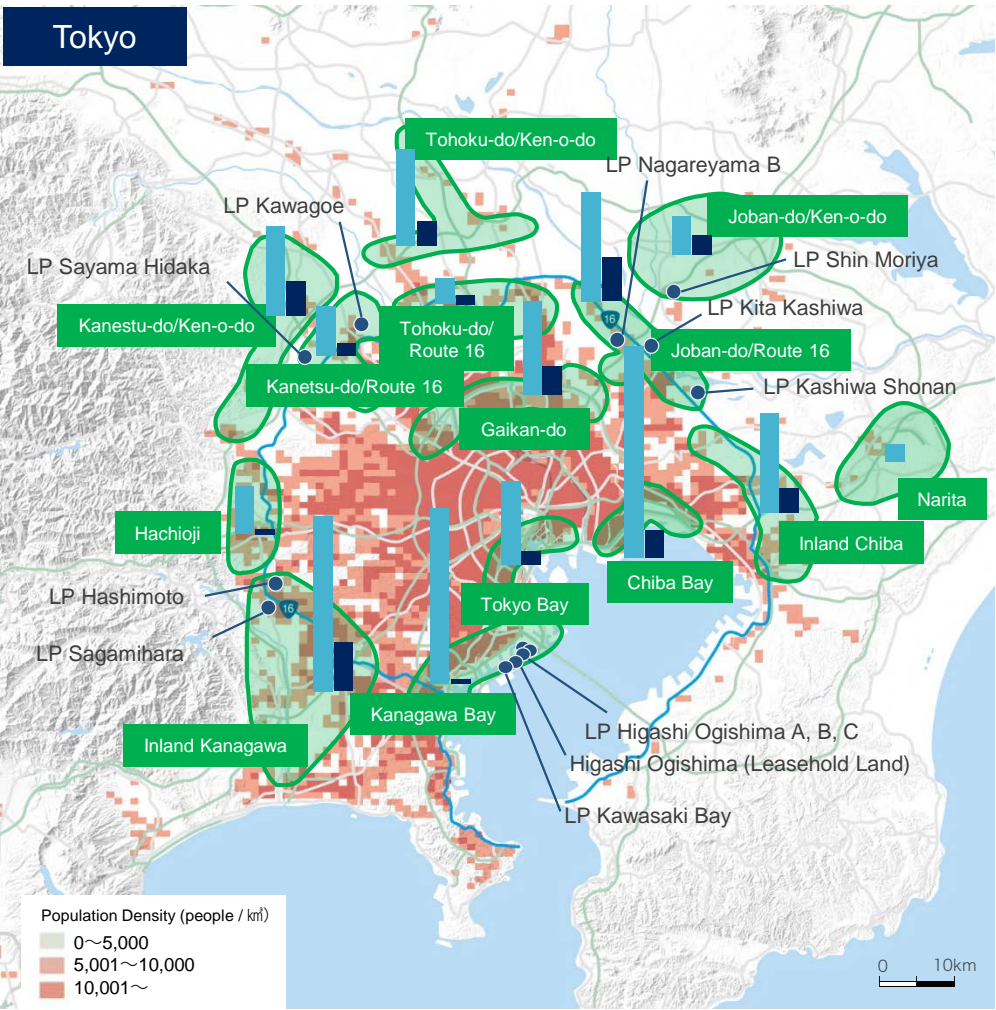 Tokyo
Tohoku-do/Ken-o-do
LP Nagareyama B
LP Kawagoe
Joban-do/Ken-o-do
LP Sayama Hidaka
LP Shin Moriya
LP Kita Kashiwa
Kanestu-do/Ken-o-do
Tohoku-do/
Route 16
16
Joban-do/Route 16
Kanetsu-do/Route 16
LP Kashiwa Shonan
Gaikan-do
Narita
Hachioji
Inland Chiba
Chiba Bay
LP Hashimoto
Tokyo Bay
16
LP Sagamihara
Kanagawa Bay
LP Higashi Ogishima A, B, C
Inland Kanagawa
Higashi Ogishima (Leasehold Land)
LP Kawasaki Bay
Population Density (people / ㎢)
0～5,000
5,001～10,000
10,001～
0 10km